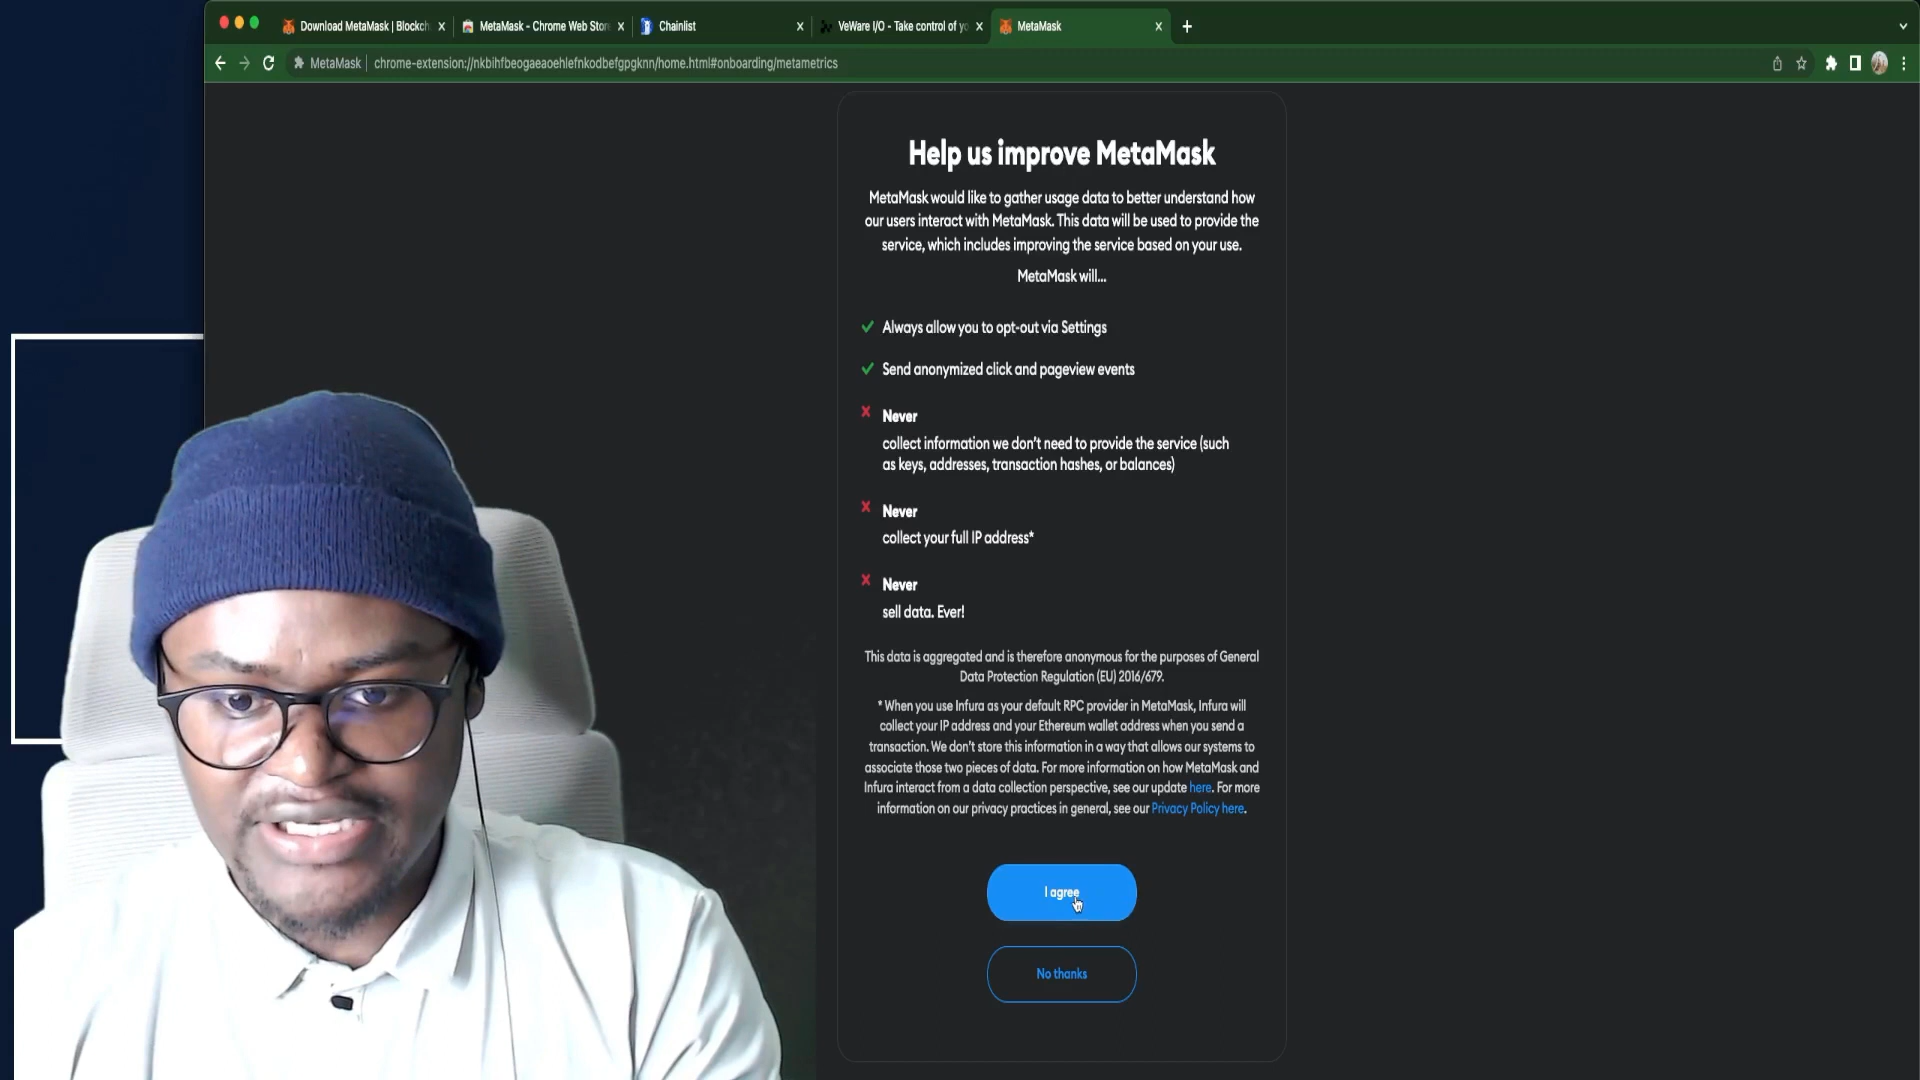 Download MetaMask | Blockch
MetaMask - Chrome Web Stor
Chainlist
VeWare I/O - Take control of yo
MetaMask
MetaMask
chrome-extension://nkbihfbeogaeaoehlefnkodbefgpgknn/home.html#onboarding/metametrics
Help us improve MetaMask
MetaMask would like to gather usage data to better understand how
our users interact with MetaMask. This data will be used to provide the
service, which includes improving the service based on your use.
MetaMask will...
Always allow you to opt-out via Settings
Send anonymized click and pageview events
Never
collect information we don't need to provide the service (such
as keys, addresses, transaction hashes, or balances)
Never
collect your full IP address*
Never
sell data. Ever!
This data is aggregated and is therefore anonymous for the purposes of General
Data Protection Regulation (EU) 2016/679.
* When you use Infura as your default RPC provider in MetaMask, Infura will
collect your IP address and your Ethereum wallet address when you send a
transaction. We don't store this information in a way that allows our systems to
associate those two pieces of data. For more information on how MetaMask and
Infura interact from a data collection perspective, see our update here. For more
information on our privacy practices in general, see our Privacy Policy here.
I agree
No thanks